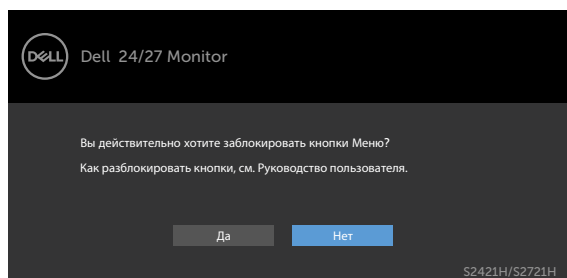 DELL Dell 24/27 Monitor
Вы действительно хотите заблокировать кнопки Меню?
Как разблокировать кнопки, см. Руководство пользователя.
Да Нет
S2421H/S2721H